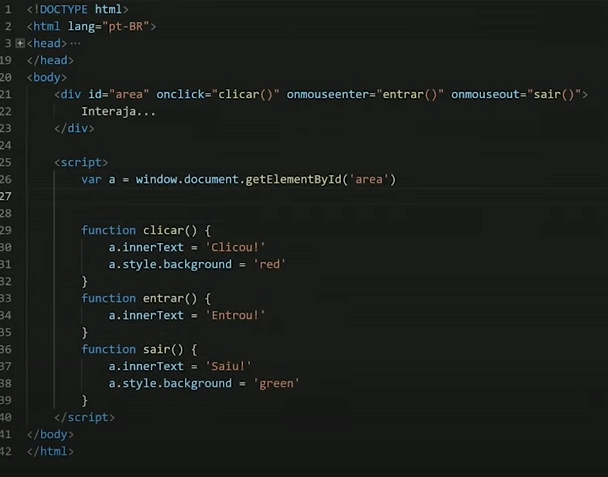 1 <!DOCTYPE html>
2 <html lang="pt-BR">
3 <head>...
19 </head>
20 <body>
21 <div id="area" onclick="clicar()" onmouseenter="entrar()" onmouseout="sair()">
22 Interaja...
23 </div>
24
25 <script>
26 var a = window.document.getElementById('area')
27
28
29 function clicar() {
30 a.innerText = 'Clicou!'
31 a.style.background = 'red'
32 }
33 function entrar() {
34 a.innerText = 'Entrou!'
35 }
36 function sair() {
37 a.innerText = 'Saiu!'
38 a.style.background = 'green'
39 }
40 </script>
41 </body>
42 </html>